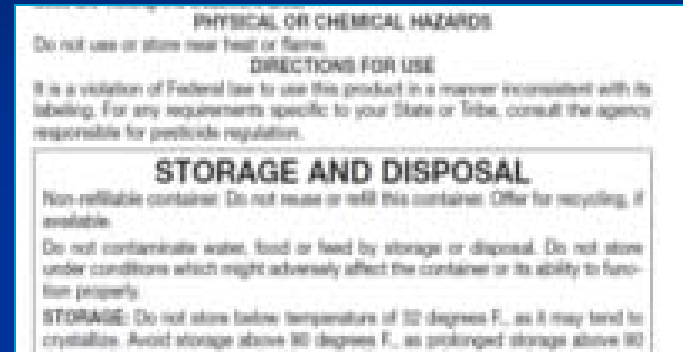 PHYSICAL OR CHEMICAL HAZARDS
Do not use or store near heat or flame.
DIRECTIONS FOR USE
It is a violation of Federal law to use this product in a manner inconsistent with its
labeling. For any requirements specific to your State or Tribe, consult the agency
responsible for pesticide regulation.
STORAGE AND DISPOSAL
Non-refillable container. Do not reuse or refill this container. Offer for recycling, if
available.
Do not contaminate water, food or feed by storage or disposal. Do not store
under conditions which might adversely affect the container or its ability to func-
tion properly.
STORAGE: Do not store below temperature of 32 degrees F., as it may tend to
crystallize. Avoid storage above 90 degrees F., as prolonged storage above 90